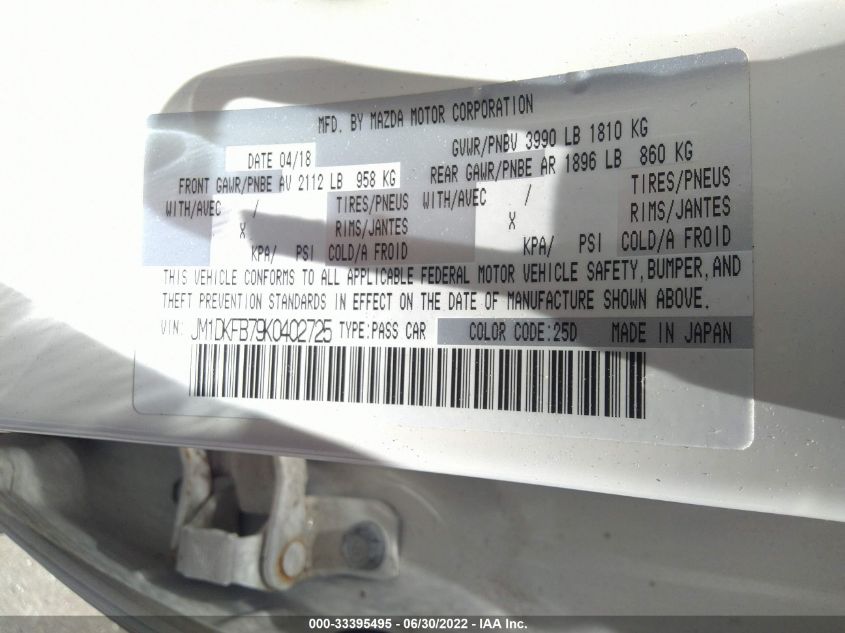 MFD. BY MAZDA MOTOR CORPORATION
DATE 04/18 GVWR/PNBV 3990 LB 1810 KG
FRONT GAWR/PNBE AV 2112 LB 958 KG REAR GAWR/PNBE AR 1896 LB 860 KG
WITH/AVEC / TIRES/PNEUS WITH/AVEC / TIRES/PNEUS
X RIMS/JANTES X RIMS/JANTES
KPA/ PSI COLD/A FROID KPA/ PSI COLD/A FROID
THIS VEHICLE CONFORMS TO ALL APPLICABLE FEDERAL MOTOR VEHICLE SAFETY, BUMPER, AND
THEFT PREVENTION STANDARDS IN EFFECT ON THE DATE OF MANUFACTURE SHOWN ABOVE.
VIN: JM1DKFB79K0402725 TYPE:PASS CAR COLOR CODE:25D MADE IN JAPAN
000-33395495 - 06/30/2022 - IAA Inc.